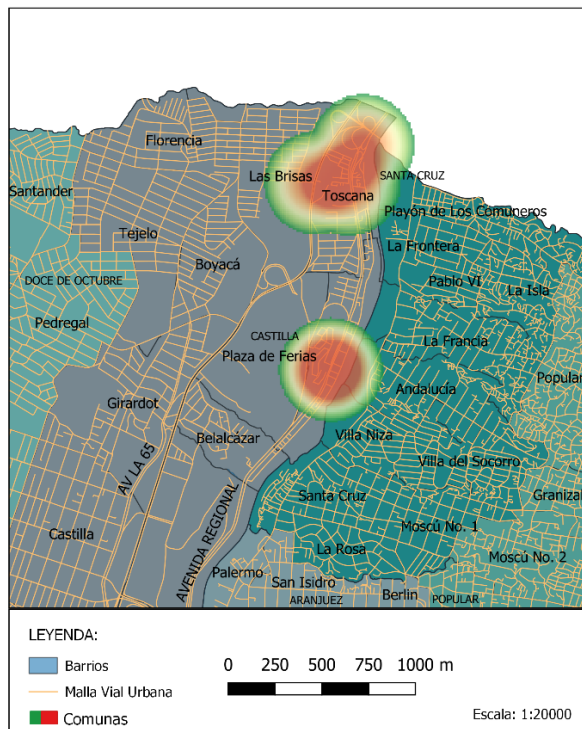 Florencia
Santander
Las Brisas
SANTA CRUZ
Toscana
Playón de Los Comuneros
Tejelo
La Frontera
Boyacá
DOCE DE OCTUBRE
Pablo VI
La Isla
Pedregal
CASTILLA
Plaza de Ferias
La Francia
Popular
Andalucía
Girardot
Belalcázar
Villa Niza
AV LA 65
Villa del Socorro
AVENIDA REGIONAL
Santa Cruz
Granizal
Castilla
Moscú No. 1
La Rosa
Moscú No. 2
Palermo
San Isidro
Berlin
ARANJUEZ
POPULAR
LEYENDA:
Barrios
Malla Vial Urbana
Comunas
0 250 500 750 1000 m
Escala: 1:20000